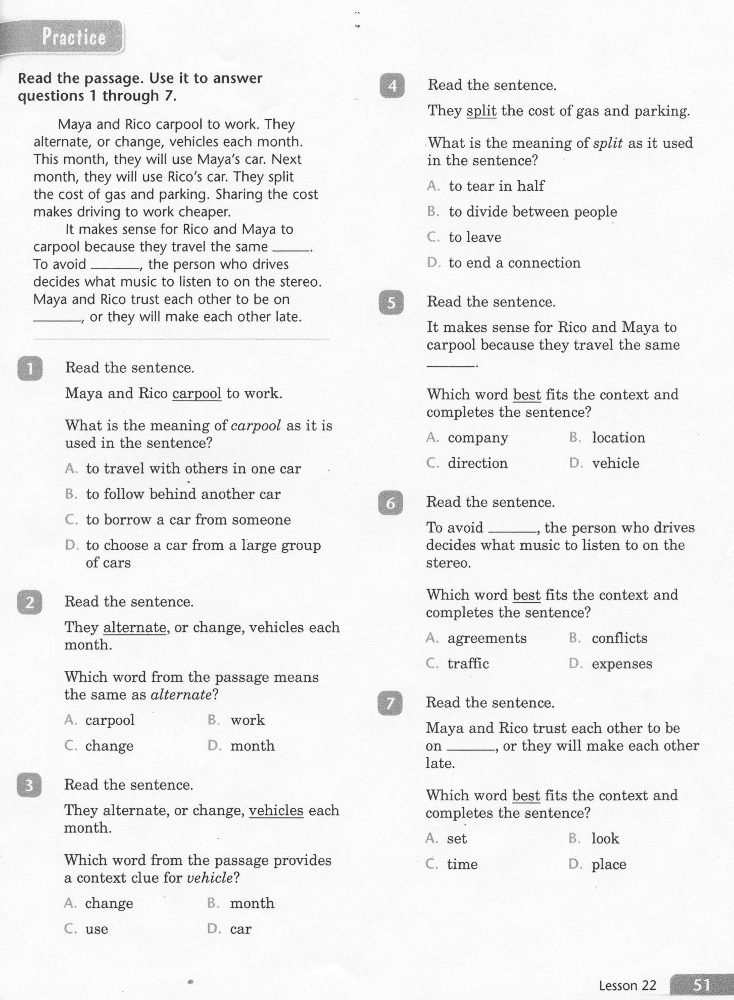 Practice
Read the passage. Use it to answer
questions 1 through 7.
Maya and Rico carpool to work. They
alternate, or change, vehicles each month.
This month, they will use Maya's car. Next
month, they will use Rico's car. They split
the cost of gas and parking. Sharing the cost
makes driving to work cheaper.
It makes sense for Rico and Maya to
carpool because they travel the same _____.
To avoid ______, the person who drives
decides what music to listen to on the stereo.
Maya and Rico trust each other to be on
______, or they will make each other late.
1 Read the sentence.
Maya and Rico carpool to work.
What is the meaning of carpool as it is
used in the sentence?
A. to travel with others in one car
B. to follow behind another car
C. to borrow a car from someone
D. to choose a car from a large group
of cars
2 Read the sentence.
They alternate, or change, vehicles each
month.
Which word from the passage means
the same as alternate?
A. carpool B. work
C. change D. month
3 Read the sentence.
They alternate, or change, vehicles each
month.
Which word from the passage provides
a context clue for vehicle?
A. change B. month
C. use D. car
4 Read the sentence.
They split the cost of gas and parking.
What is the meaning of split as it used
in the sentence?
A. to tear in half
B. to divide between people
C. to leave
D. to end a connection
5 Read the sentence.
It makes sense for Rico and Maya to
carpool because they travel the same
______.
Which word best fits the context and
completes the sentence?
A. company B. location
C. direction D. vehicle
6 Read the sentence.
To avoid ______, the person who drives
decides what music to listen to on the
stereo.
Which word best fits the context and
completes the sentence?
A. agreements B. conflicts
C. traffic D. expenses
7 Read the sentence.
Maya and Rico trust each other to be
on ______, or they will make each other
late.
Which word best fits the context and
completes the sentence?
A. set B. look
C. time D. place
Lesson 22 51